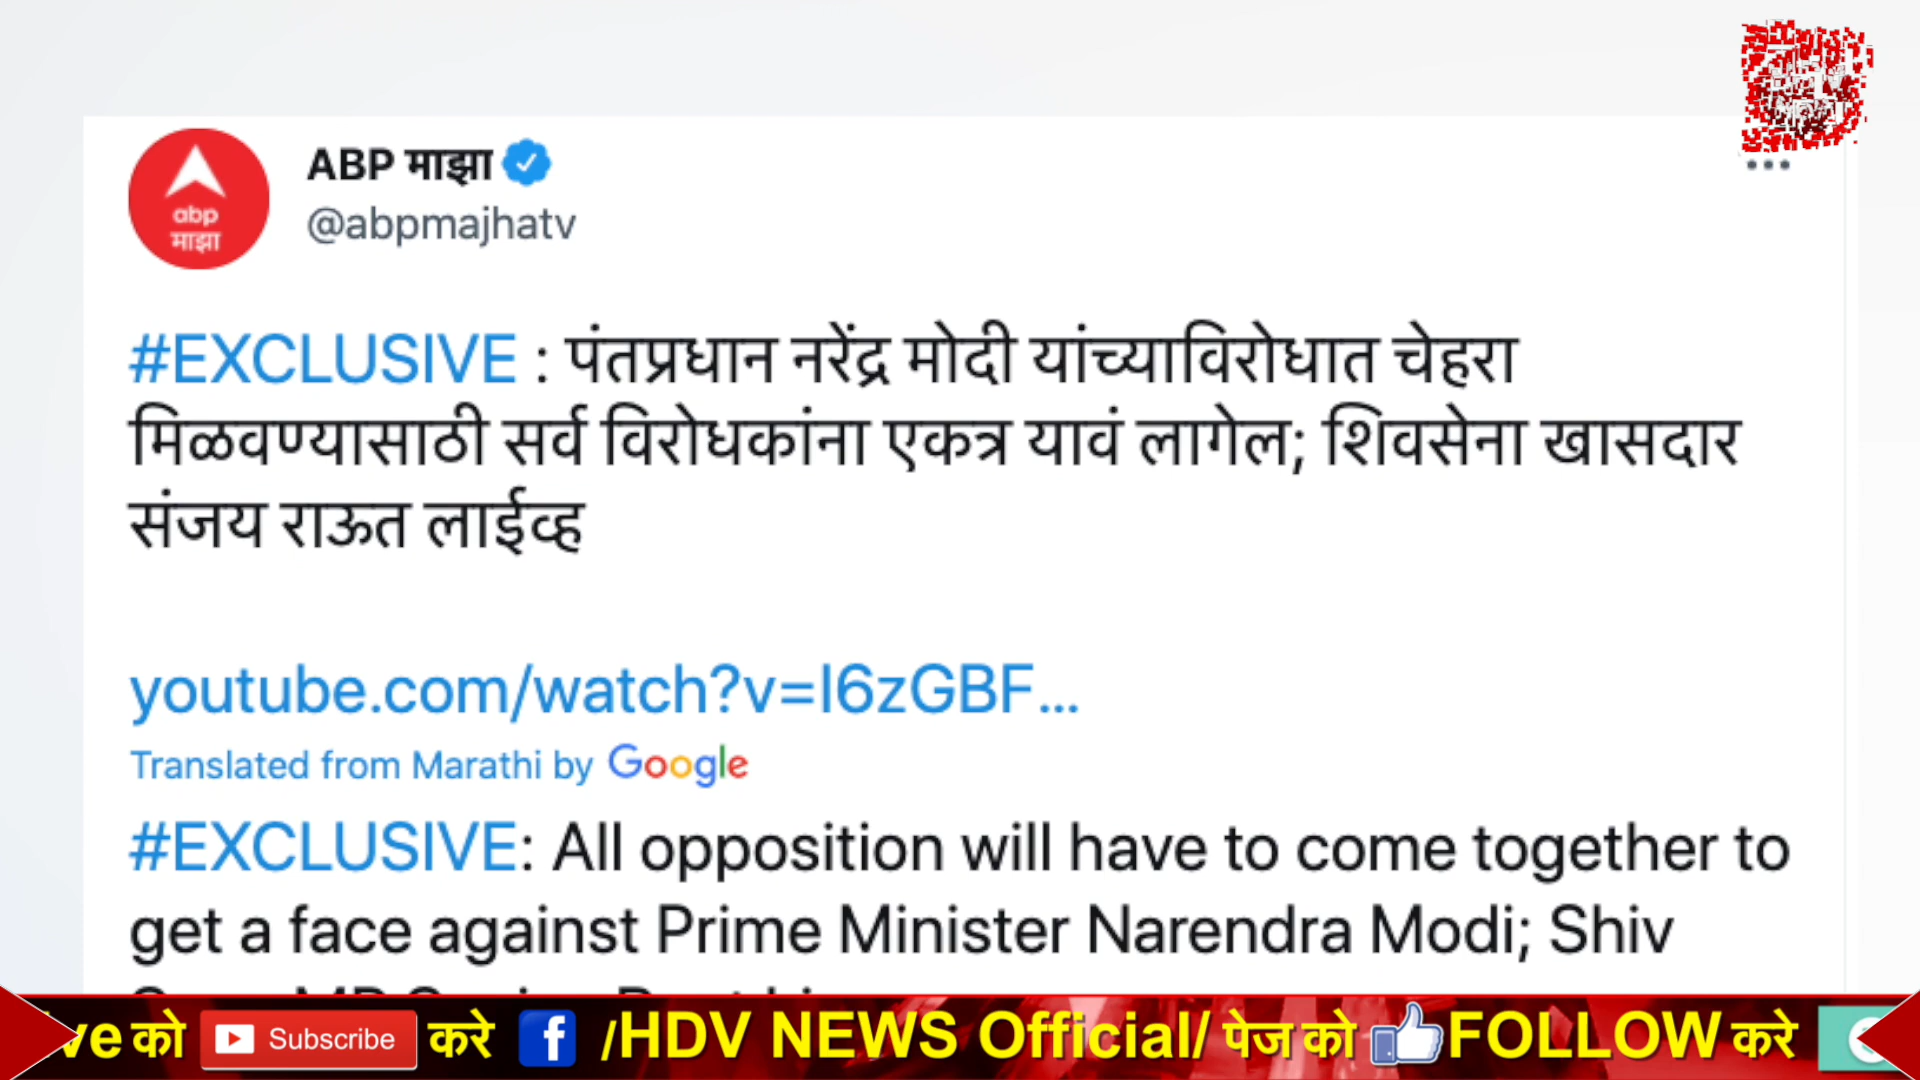 ABP माझा
@abpmajhatv
abp
माझा
#EXCLUSIVE : पंतप्रधान नरेंद्र मोदी यांच्याविरोधात चेहरा
मिळवण्यासाठी सर्व विरोधकांना एकत्र यावं लागेल; शिवसेना खासदार
संजय राऊत लाईव्ह
youtube.com/watch?v=I6zGBF...
Translated from Marathi by Google
#EXCLUSIVE: All opposition will have to come together to
get a face against Prime Minister Narendra Modi; Shiv
को Subscribe करे /HDV NEWS Official/ पेज को FOLLOW करे